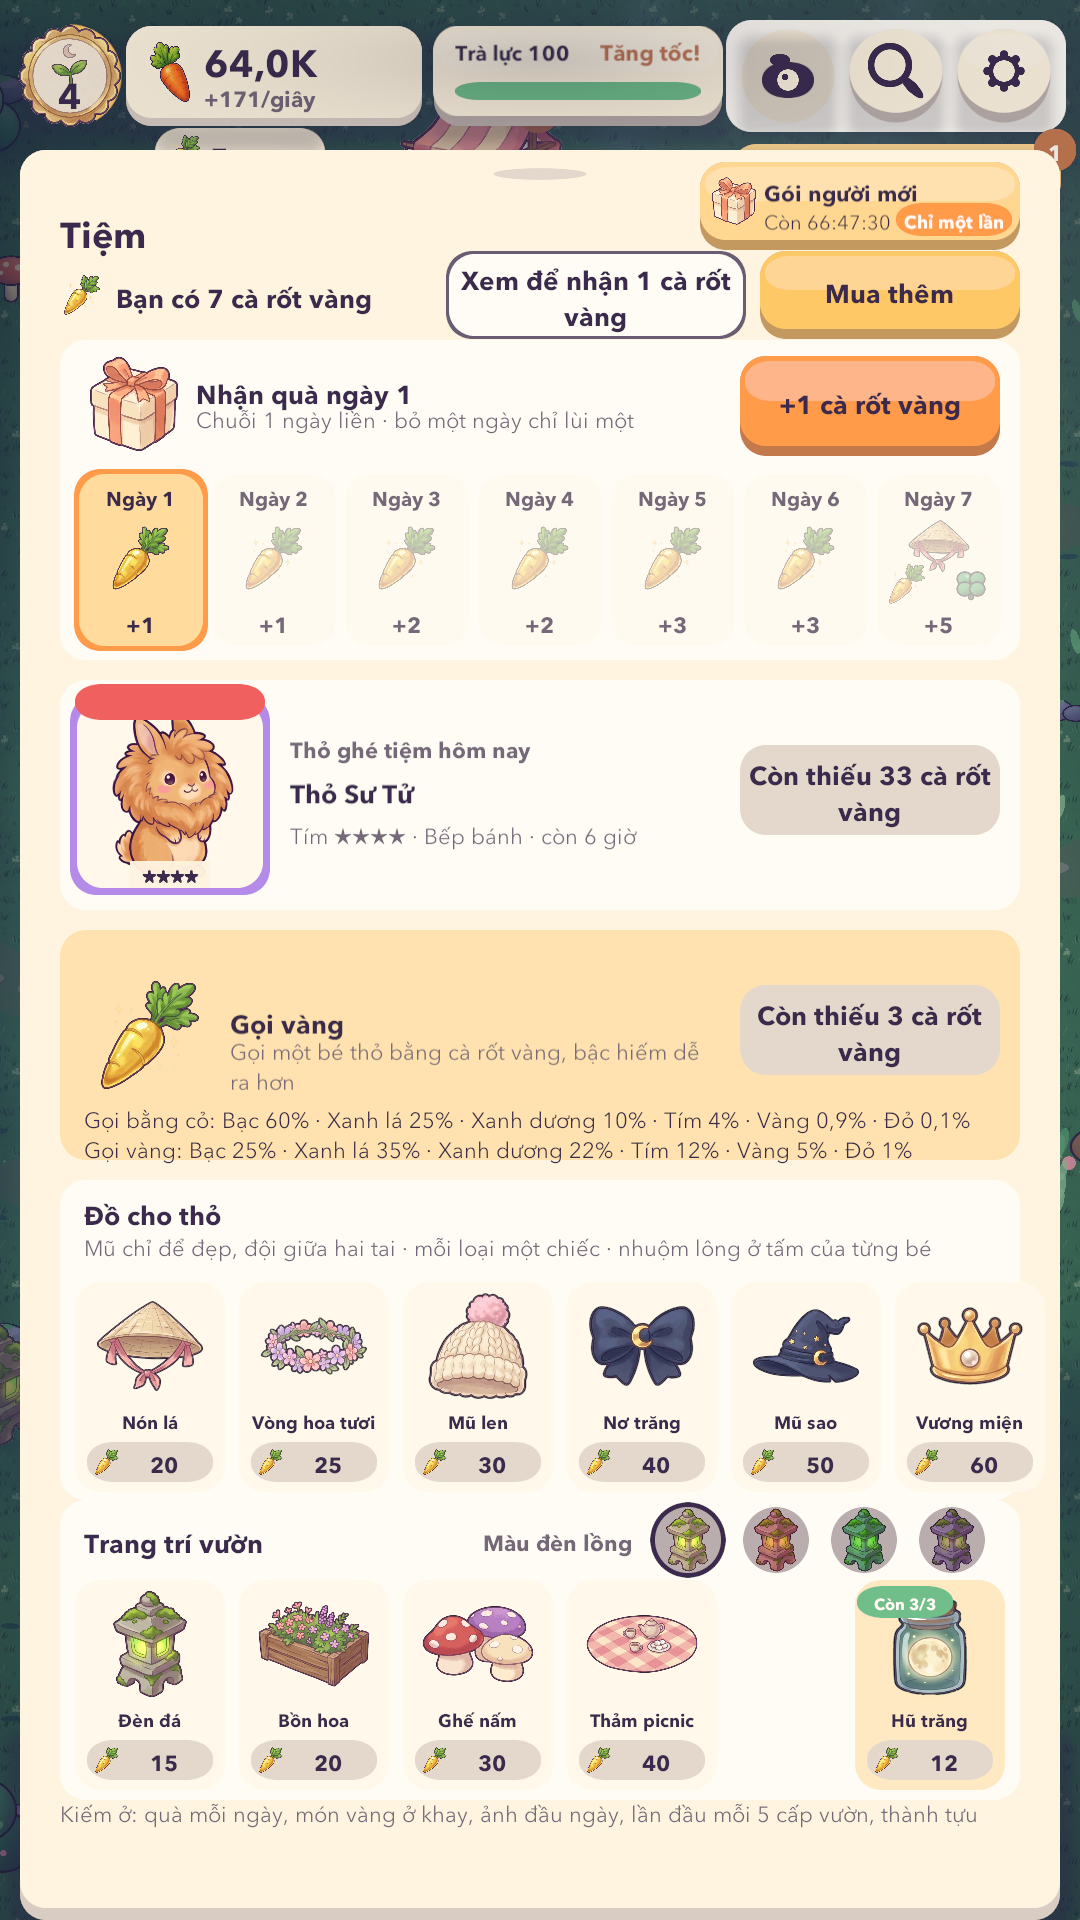 4
64,0K
+171/giây
Trà lực 100
Tăng tốc!
1
Gói người mới
Còn 66:47:30
Chỉ một lần
Tiệm
Bạn có 7 cà rốt vàng
Xem để nhận 1 cà rốt
vàng
Mua thêm
Nhận quà ngày 1
Chuỗi 1 ngày liền · bỏ một ngày chỉ lùi một
+1 cà rốt vàng
Ngày 1
Ngày 2
Ngày 3
Ngày 4
Ngày 5
Ngày 6
Ngày 7
+1
+1
+2
+2
+3
+3
+5
Thỏ ghé tiệm hôm nay
Thỏ Sư Tử
Tím ★★★★ · Bếp bánh · còn 6 giờ
★★★★
Còn thiếu 33 cà rốt
vàng
Gọi vàng
Gọi một bé thỏ bằng cà rốt vàng, bậc hiếm dễ
ra hơn
Còn thiếu 3 cà rốt
vàng
Gọi bằng cỏ: Bạc 60% · Xanh lá 25% · Xanh dương 10% · Tím 4% · Vàng 0,9% · Đỏ 0,1%
Gọi vàng: Bạc 25% · Xanh lá 35% · Xanh dương 22% · Tím 12% · Vàng 5% · Đỏ 1%
Đồ cho thỏ
Mũ chỉ để đẹp, đội giữa hai tai · mỗi loại một chiếc · nhuộm lông ở tấm của từng bé
Nón lá
Vòng hoa tươi
Mũ len
Nơ trăng
Mũ sao
Vương miện
20
25
30
40
50
60
Trang trí vườn
Màu đèn lồng
Còn 3/3
Đèn đá
Bồn hoa
Ghế nấm
Thảm picnic
Hũ trăng
15
20
30
40
12
Kiếm ở: quà mỗi ngày, món vàng ở khay, ảnh đầu ngày, lần đầu mỗi 5 cấp vườn, thành tựu